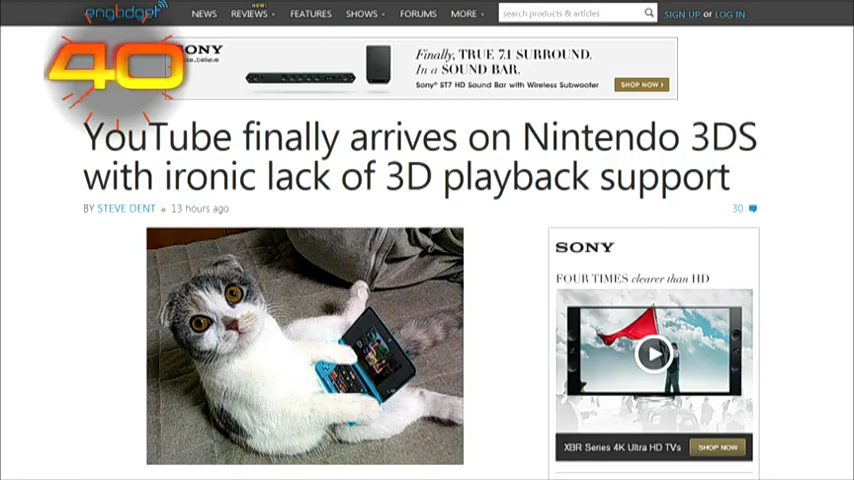 engadget
NEWS
NEW!
REVIEWS
FEATURES
SHOWS
FORUMS
MORE
search products & articles
SIGN UP or LOG IN
40
SONY
make.believe
Finally, TRUE 7.1 SURROUND.
In a SOUND BAR.
Sony® ST7 HD Sound Bar with Wireless Subwoofer
SHOP NOW
YouTube finally arrives on Nintendo 3DS
with ironic lack of 3D playback support
BY STEVE DENT » 13 hours ago
30
SONY
FOUR TIMES clearer than HD
XBR Series 4K Ultra HD TVs
SHOP NOW